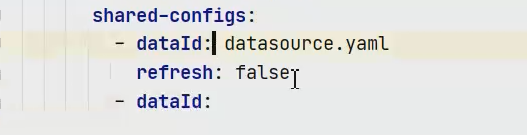 shared-configs:
- dataId: datasource.yaml
refresh: false
- dataId: